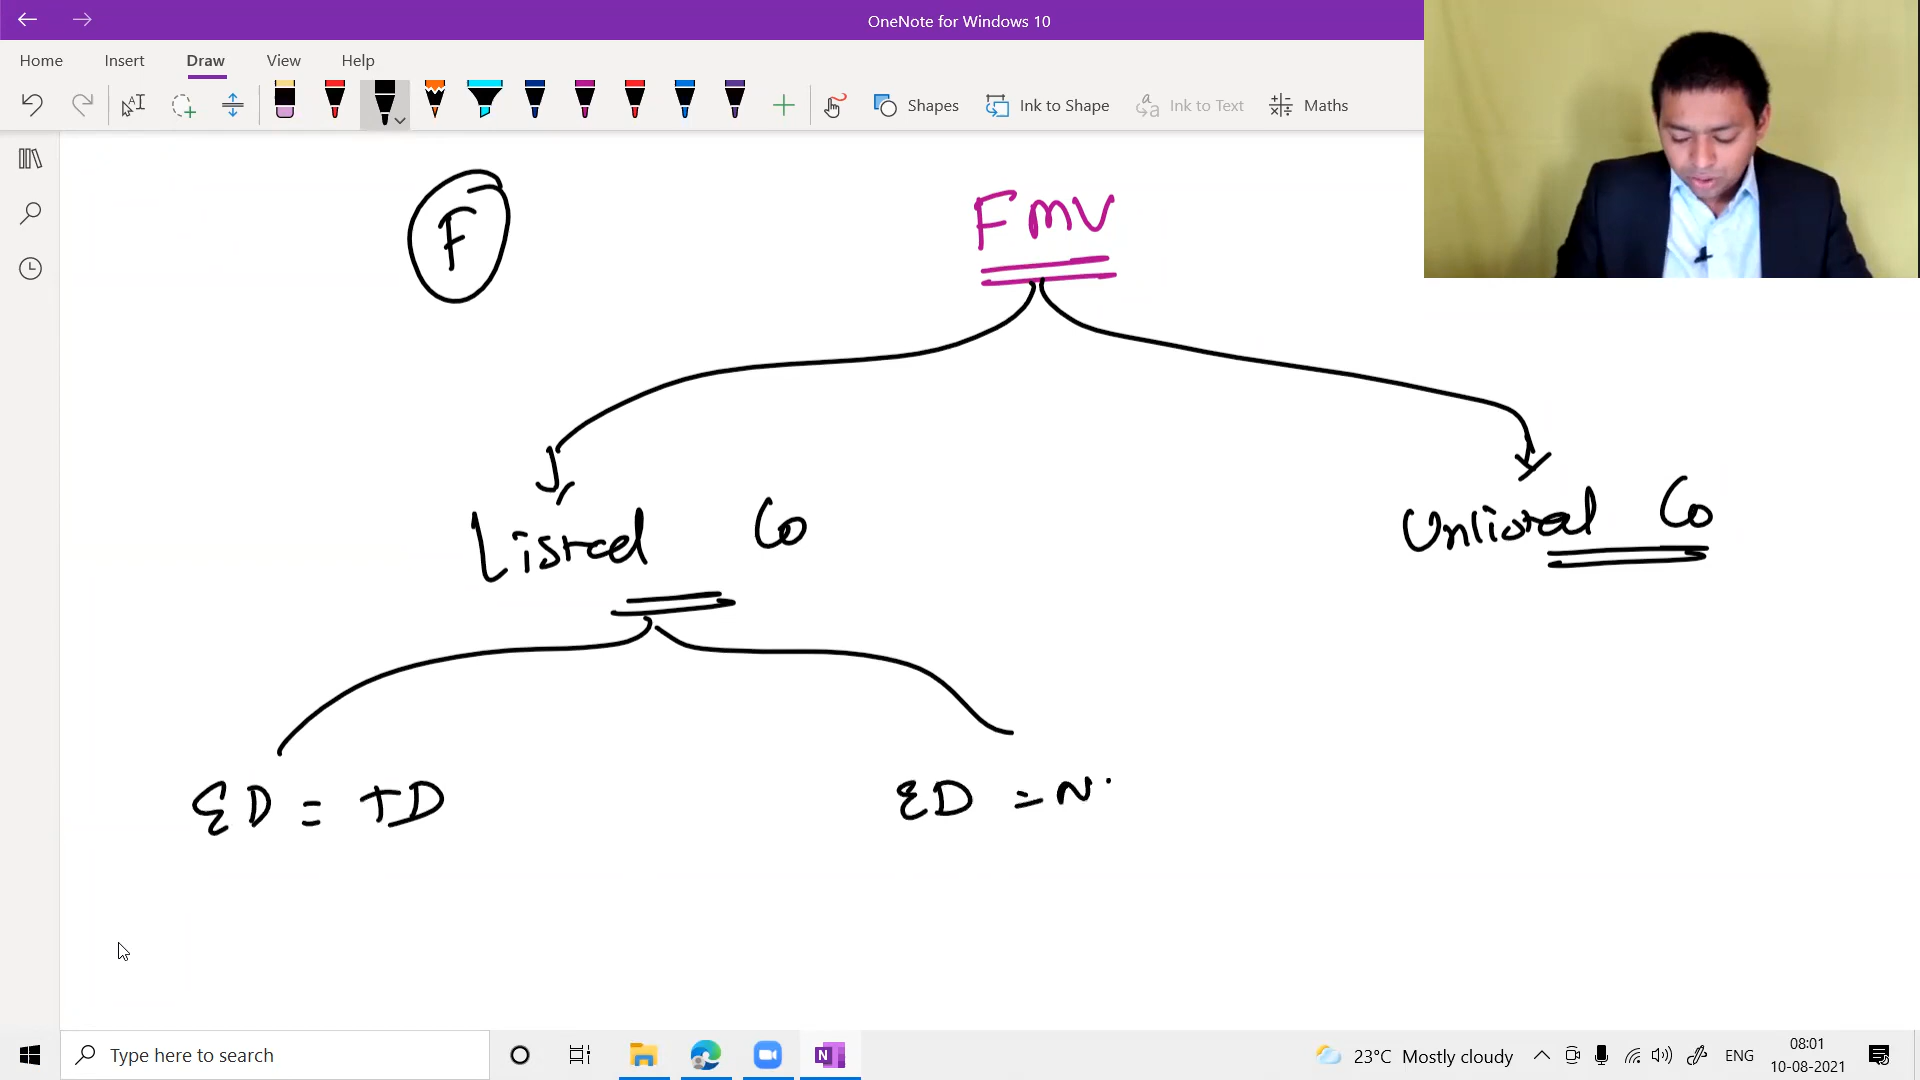 OneNote for Windows 10
Home Insert Draw View Help
Shapes Ink to Shape Ink to Text Maths
F
FMV
Listed Co
Unlisted Co
ED = TD
ED = N
Type here to search
23°C Mostly cloudy
ENG
08:01
10-08-2021